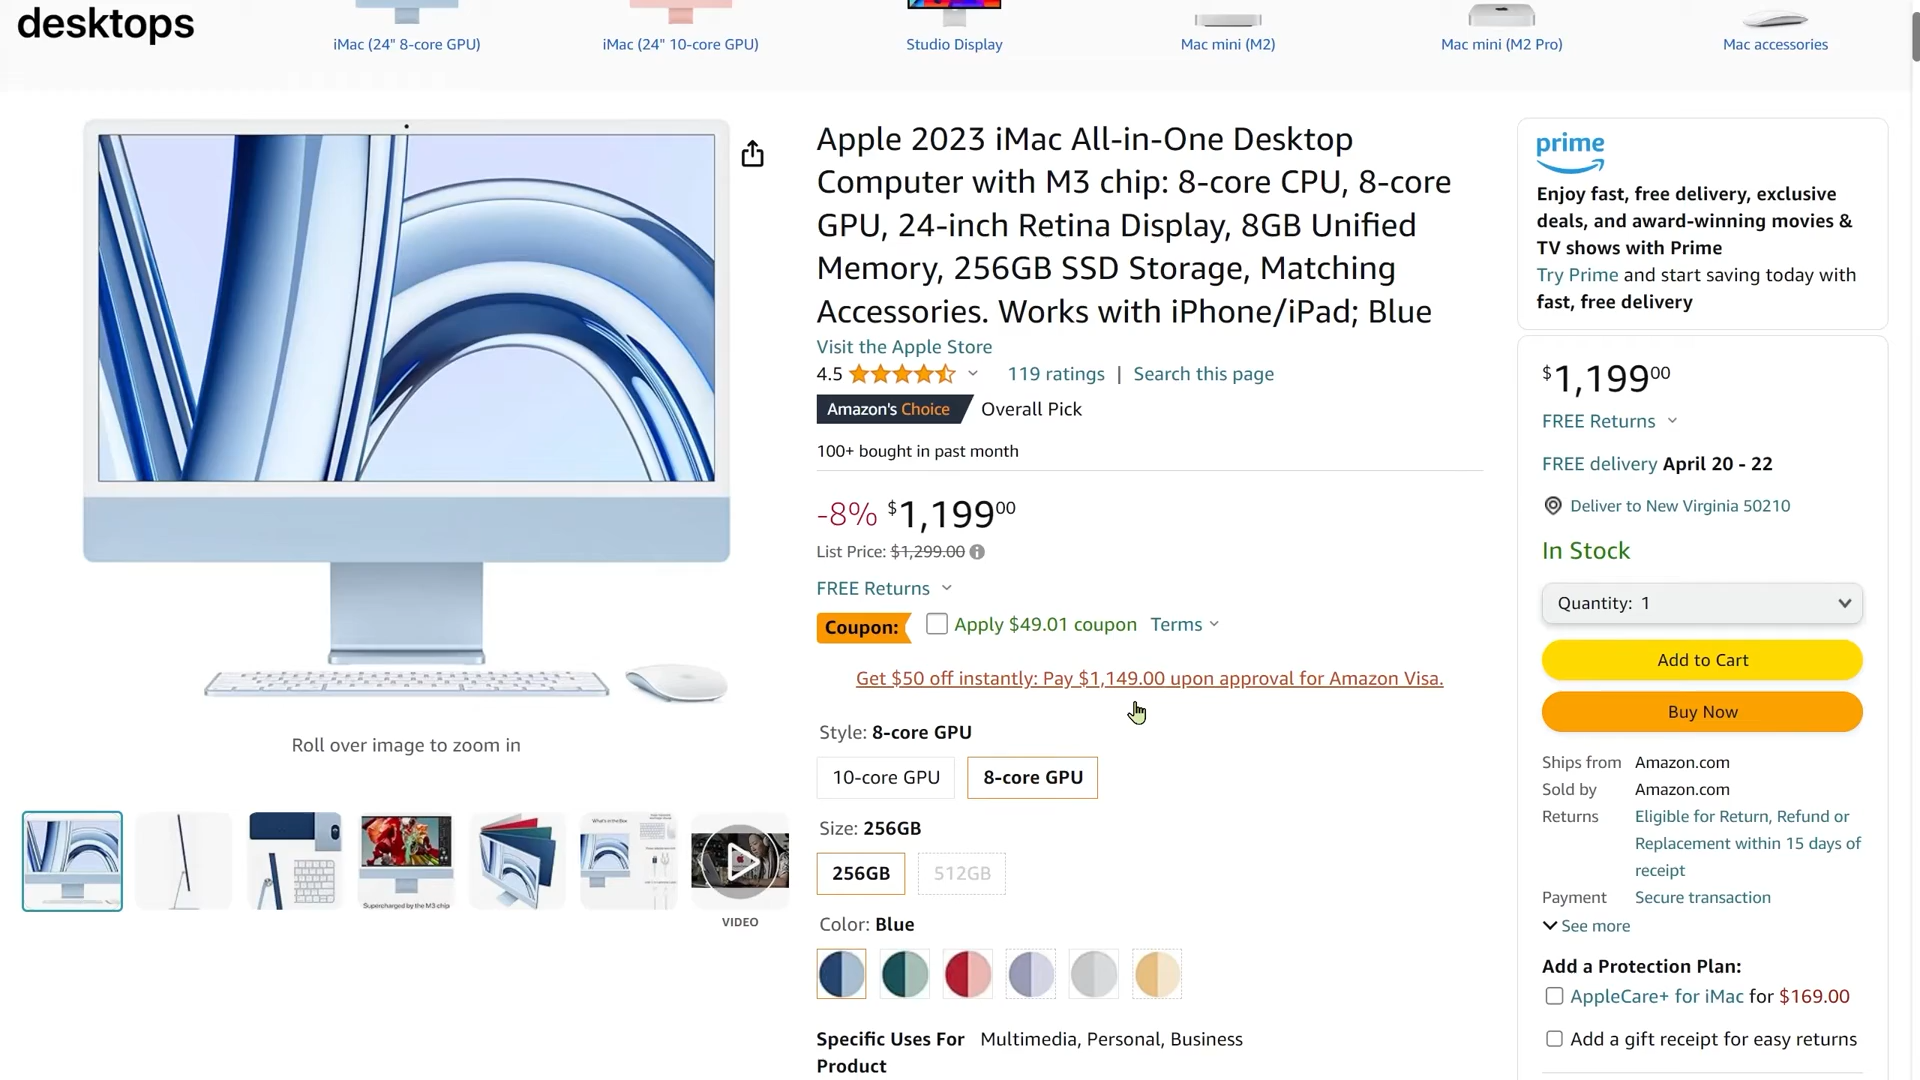 desktops
iMac (24" 8-core GPU)
iMac (24" 10-core GPU)
Studio Display
Mac mini (M2)
Mac mini (M2 Pro)
Mac accessories
Apple 2023 iMac All-in-One Desktop
Computer with M3 chip: 8-core CPU, 8-core
GPU, 24-inch Retina Display, 8GB Unified
Memory, 256GB SSD Storage, Matching
Accessories. Works with iPhone/iPad; Blue
Visit the Apple Store
4.5 119 ratings | Search this page
Amazon's Choice Overall Pick
100+ bought in past month
-8% $1,19900
List Price: $1,299.00
FREE Returns
Coupon: Apply $49.01 coupon Terms
Get $50 off instantly: Pay $1,149.00 upon approval for Amazon Visa.
Style: 8-core GPU
10-core GPU
8-core GPU
Size: 256GB
256GB
512GB
Color: Blue
Specific Uses For Multimedia, Personal, Business
Product
Roll over image to zoom in
What's in the Box
Supercharged by the M3 chip
VIDEO
prime
Enjoy fast, free delivery, exclusive
deals, and award-winning movies &
TV shows with Prime
Try Prime and start saving today with
fast, free delivery
$1,19900
FREE Returns
FREE delivery April 20 - 22
Deliver to New Virginia 50210
In Stock
Quantity: 1
Add to Cart
Buy Now
Ships from Amazon.com
Sold by Amazon.com
Returns Eligible for Return, Refund or
Replacement within 15 days of
receipt
Payment Secure transaction
See more
Add a Protection Plan:
AppleCare+ for iMac for $169.00
Add a gift receipt for easy returns